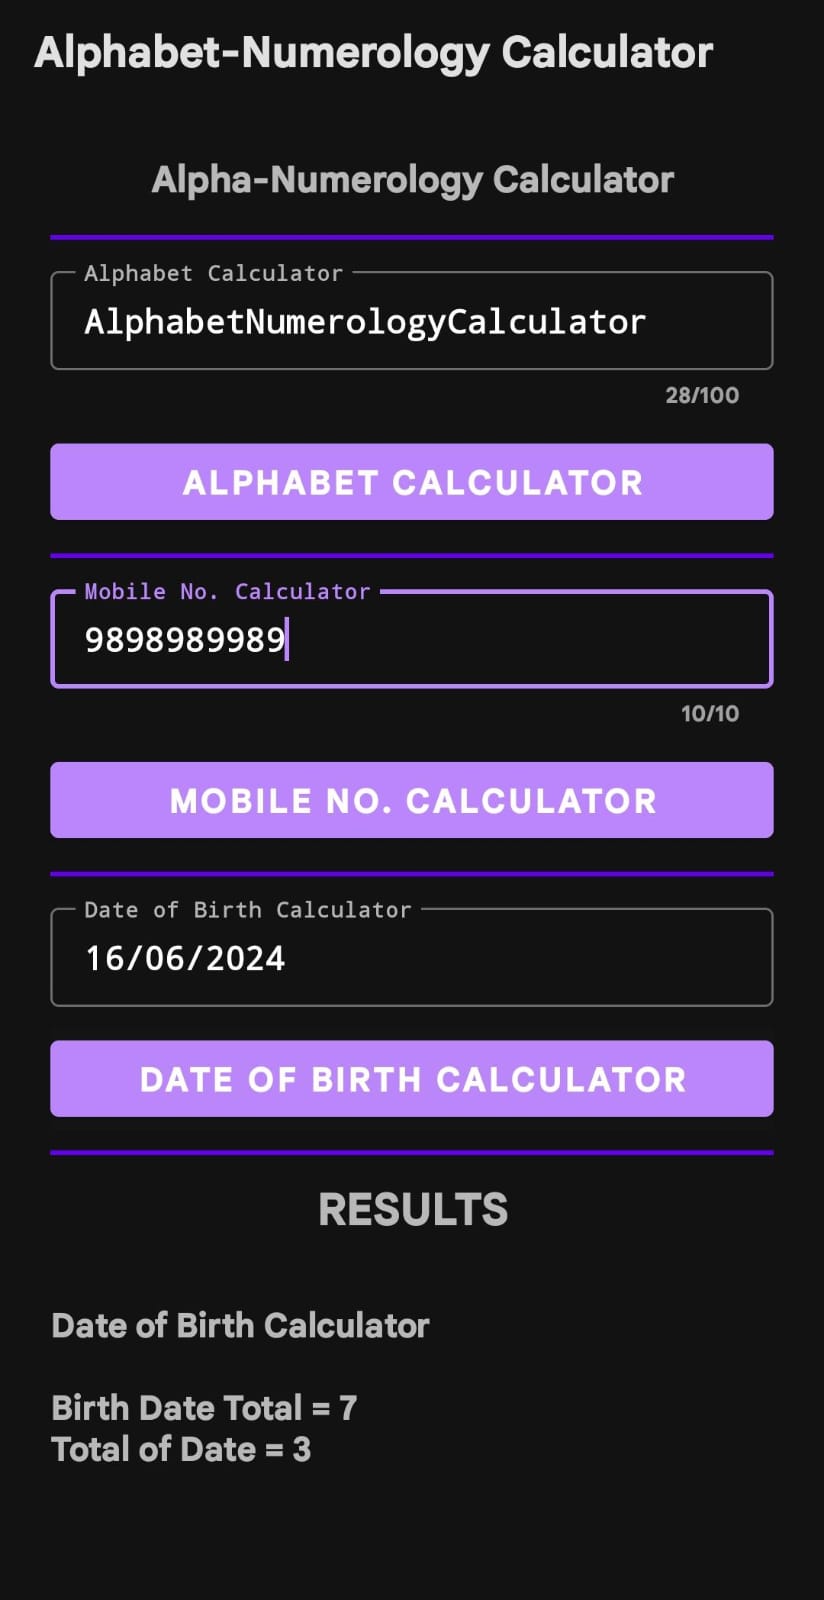 Alphabet-Numerology Calculator
Alpha-Numerology Calculator
Alphabet Calculator
AlphabetNumerologyCalculator
28/100
ALPHABET CALCULATOR
Mobile No. Calculator
9898989989
10/10
MOBILE NO. CALCULATOR
Date of Birth Calculator
16/06/2024
DATE OF BIRTH CALCULATOR
RESULTS
Date of Birth Calculator
Birth Date Total = 7
Total of Date = 3